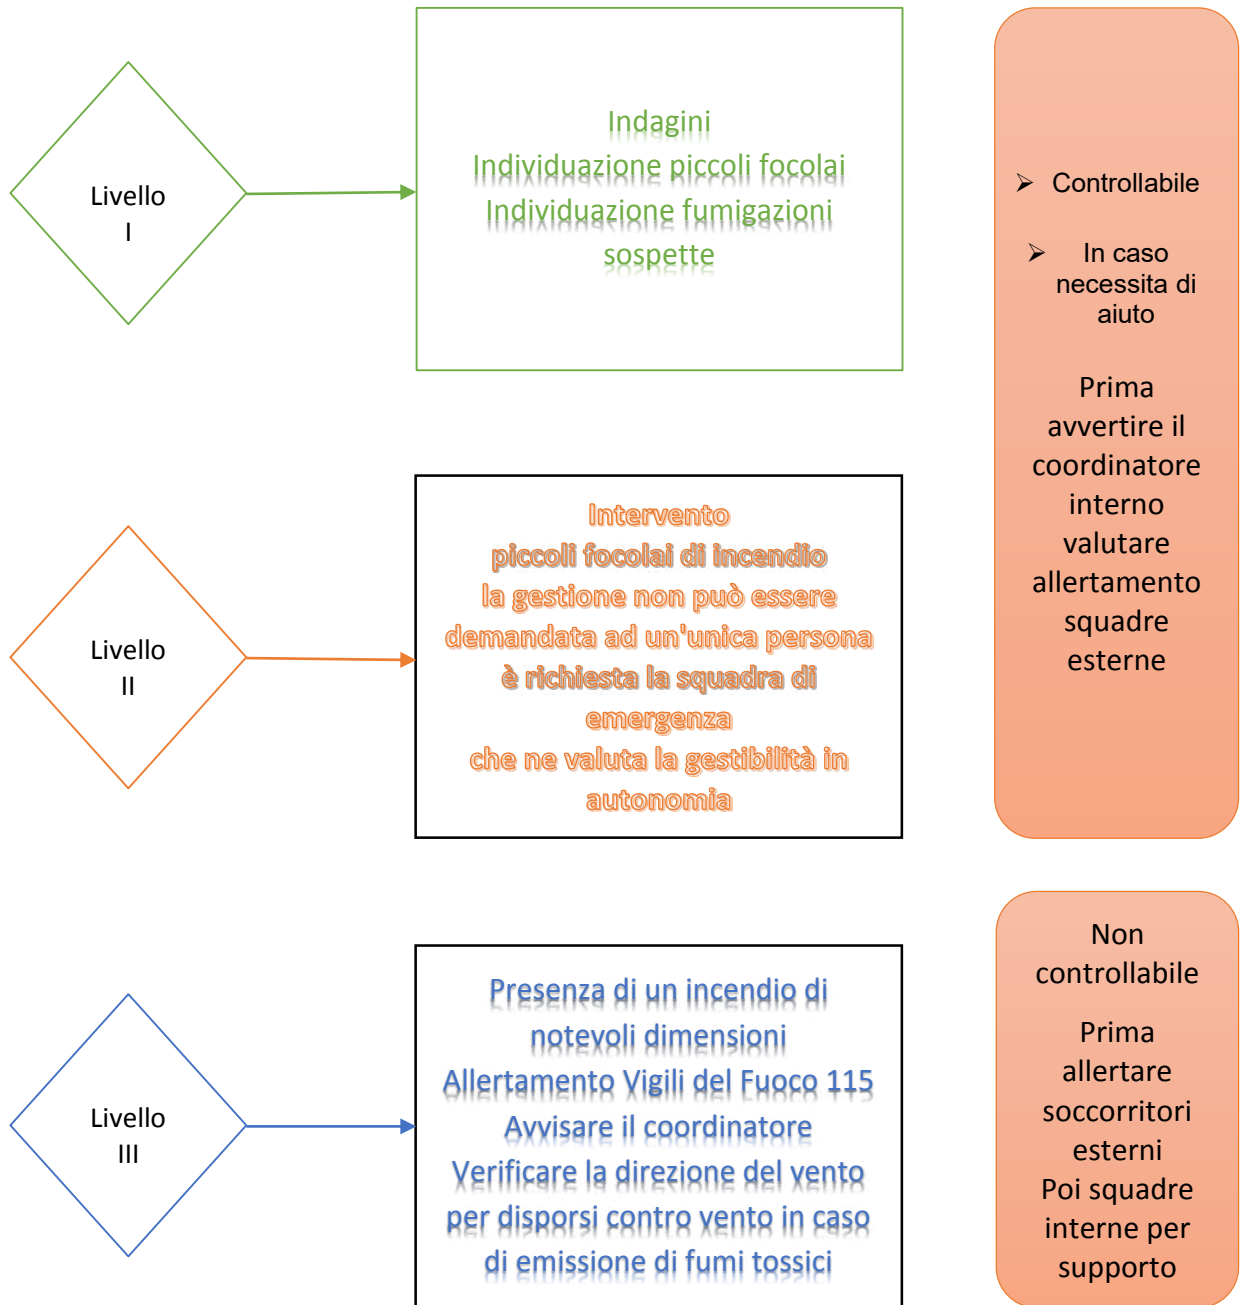 Livello
I
Indagini
Individuazione piccoli focolai
Individuazione fumigazioni
sospette
➢ Controllabile
➢ In caso
necessita di
aiuto
Prima
avvertire il
coordinatore
interno
valutare
allertamento
squadre
esterne
Livello
II
Intervento
piccoli focolai di incendio
la gestione non può essere
demandata ad un'unica persona
è richiesta la squadra di
emergenza
che ne valuta la gestibilità in
autonomia
Livello
III
Presenza di un incendio di
notevoli dimensioni
Allertamento Vigili del Fuoco 115
Avvisare il coordinatore
Verificare la direzione del vento
per disporsi contro vento in caso
di emissione di fumi tossici
Non
controllabile
Prima
allertare
soccorritori
esterni
Poi squadre
interne per
supporto